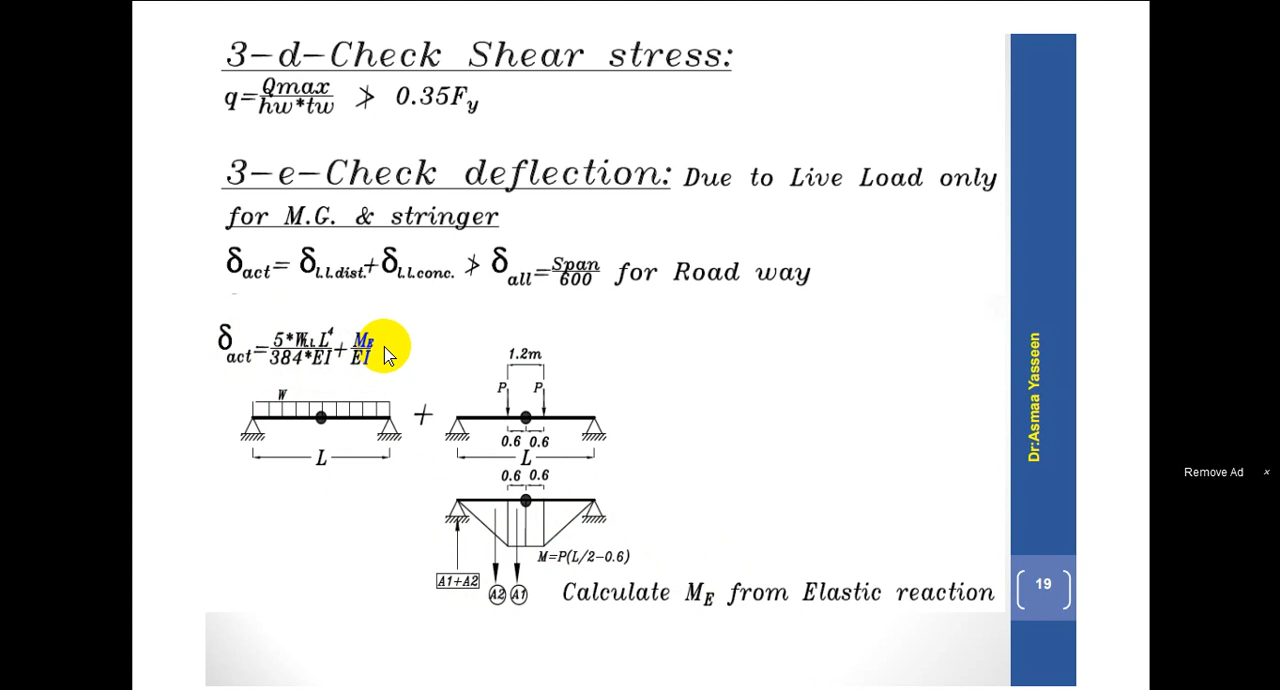 3-d-Check Shear stress:
q=Qmax/hw*tw ≯ 0.35Fy
3-e-Check deflection: Due to Live Load only
for M.G. & stringer
δact= δl.l.dist.+δl.l.conc. ≯ δall=Span/600 for Road way
δact=5*WLL L⁴/384*EI+ME/EI
1.2m
P P
W
+
0.6 0.6
L
L
0.6 0.6
M=P(L/2-0.6)
A1+A2
A2 A1
Calculate ME from Elastic reaction
Dr:Asmaa Yasseen
19
Remove Ad ×